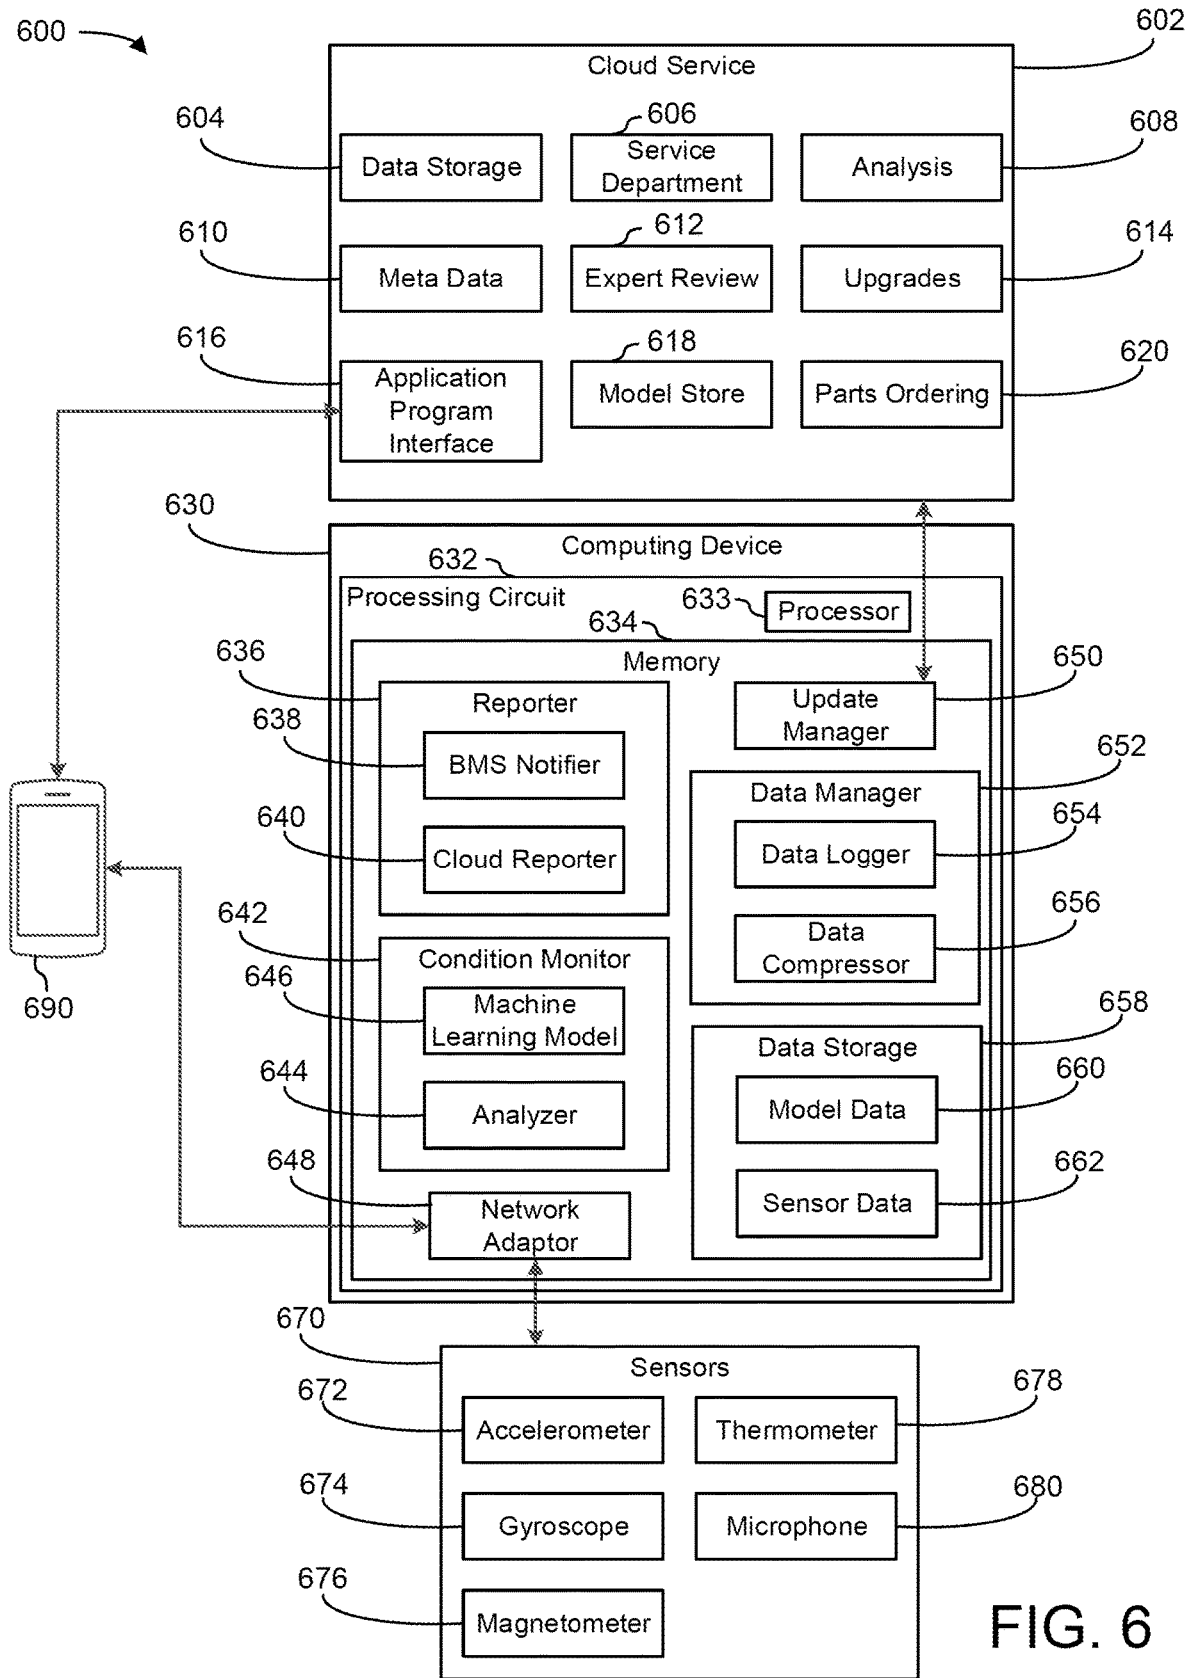 600
602
Cloud Service
604
606
608
Data Storage
Service
Department
Analysis
610
612
614
Meta Data
Expert Review
Upgrades
616
618
620
Application
Program
Interface
Model Store
Parts Ordering
630
Computing Device
632
Processing Circuit
633
Processor
634
Memory
636
650
Reporter
Update
Manager
638
BMS Notifier
652
Data Manager
640
654
Cloud Reporter
Data Logger
642
656
Condition Monitor
Data
Compressor
646
Machine
Learning Model
690
658
Data Storage
644
660
Analyzer
Model Data
648
662
Network
Adaptor
Sensor Data
670
Sensors
672
678
Accelerometer
Thermometer
674
680
Gyroscope
Microphone
676
Magnetometer
FIG. 6